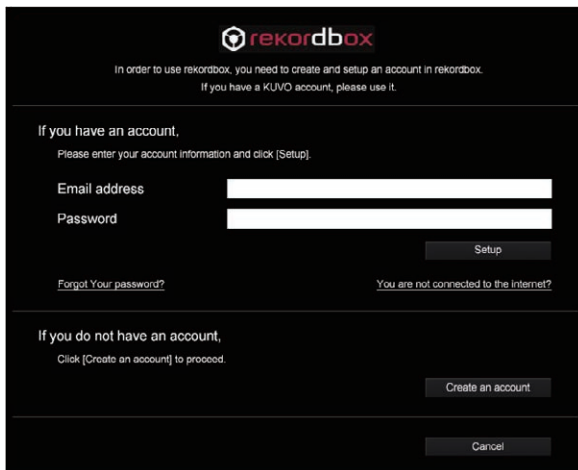 rekordbox
In order to use rekordbox, you need to create and setup an account in rekordbox.
If you have a KUVO account, please use it.
If you have an account,
Please enter your account information and click [Setup].
Email address
Password
Setup
Forgot Your password?
You are not connected to the internet?
If you do not have an account,
Click [Create an account] to proceed.
Create an account
Cancel